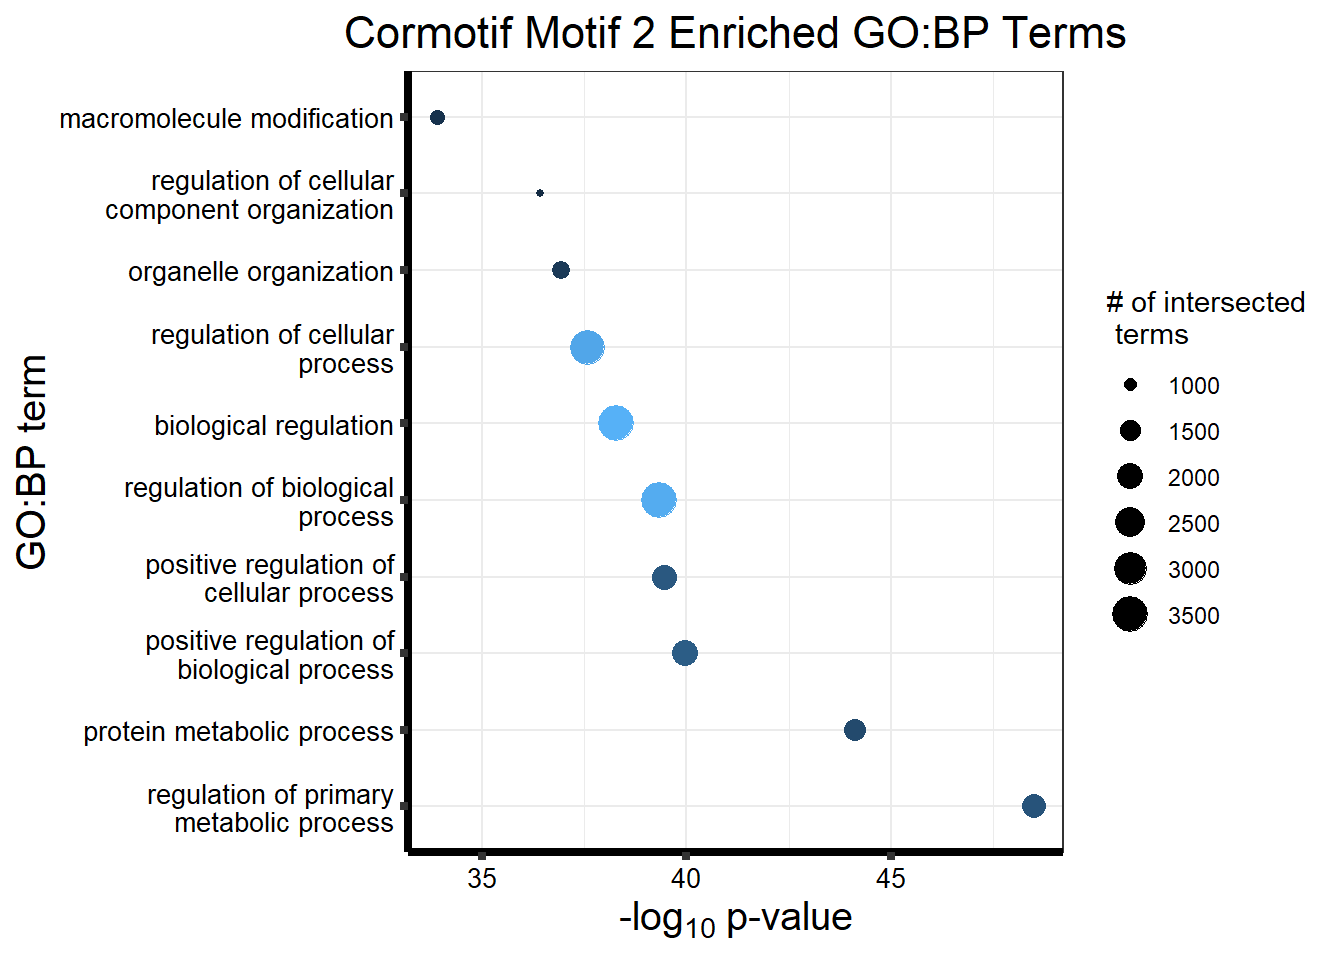 Cormotif Motif 2 Enriched GO:BP Terms
GO:BP term
macromolecule modification
regulation of cellular
component organization
organelle organization
regulation of cellular
process
biological regulation
regulation of biological
process
positive regulation of
cellular process
positive regulation of
biological process
protein metabolic process
regulation of primary
metabolic process
35
40
45
-log10 p-value
# of intersected
terms
1000
1500
2000
2500
3000
3500